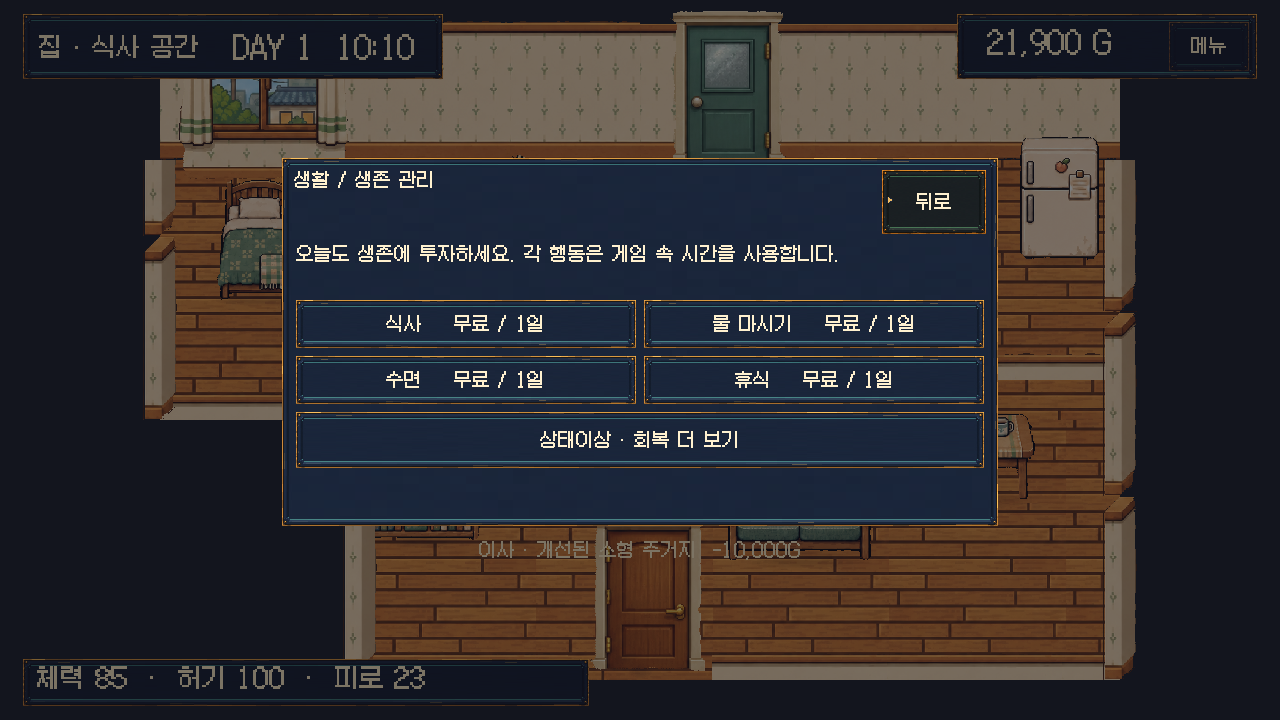 집 · 식사 공간 DAY 1 10:10
21,900 G 메뉴
생활 / 생존 관리
뒤로
오늘도 생존에 투자하세요. 각 행동은 게임 속 시간을 사용합니다.
식사 무료 / 1일
물 마시기 무료 / 1일
수면 무료 / 1일
휴식 무료 / 1일
상태이상 · 회복 더 보기
이사 · 개선된 소형 주거지 -10,000G
체력 85 · 허기 100 · 피로 23